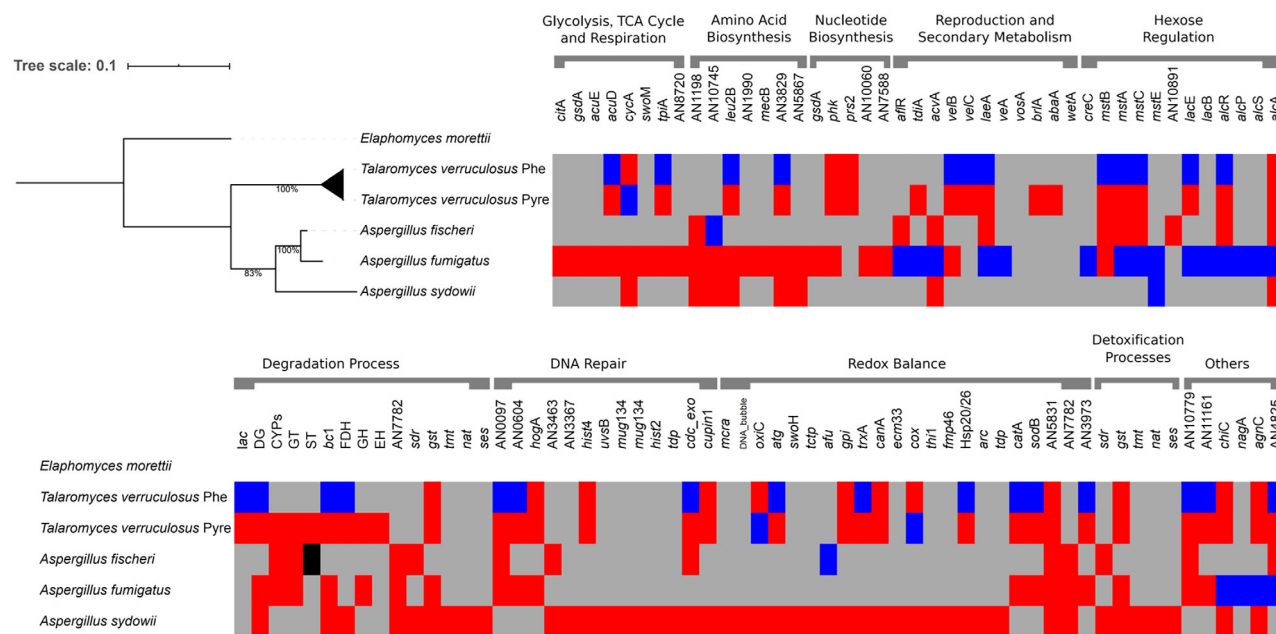 Glycolysis, TCA Cycle and Respiration
Amino Acid Biosynthesis
Nucleotide Biosynthesis
Reproduction and Secondary Metabolism
Hexose Regulation
Tree scale: 0.1
citA
gsdA
acuE
acuD
cycA
swoM
tpiA
AN8720
AN1198
AN10745
leu2B
AN1990
mecB
AN3829
AN5867
gsdA
phk
prs2
AN10060
AN7588
aflR
tdiA
acvA
velB
velC
laeA
veA
vosA
brlA
abaA
wetA
creC
mstB
mstA
mstC
mstE
AN10891
lacE
lacB
alcR
alcP
alcS
Elaphomyces morettii
Talaromyces verruculosus Phe
100%
Talaromyces verruculosus Pyre
Aspergillus fischeri
100%
Aspergillus fumigatus
83%
Aspergillus sydowii
Degradation Process
DNA Repair
Redox Balance
Detoxification Processes
Others
lac
DG
CYPs
GT
ST
bc1
FDH
GH
EH
AN7782
sdr
gst
tmt
nat
ses
AN0097
AN0604
hogA
AN3463
AN3367
hist4
uvsB
mug134
mug134
hist2
tdp
cdc_exo
cupin1
mcra
DNA_bubble
oxiC
atg
swoH
tctp
afu
gpi
trxA
canA
ecm33
cox
thi1
fmp46
Hsp20/26
arc
tdp
catA
sodB
AN5831
AN7782
AN3973
sdr
gst
tmt
nat
ses
AN10779
AN11161
chiC
nagA
agnC
Elaphomyces morettii
Talaromyces verruculosus Phe
Talaromyces verruculosus Pyre
Aspergillus fischeri
Aspergillus fumigatus
Aspergillus sydowii